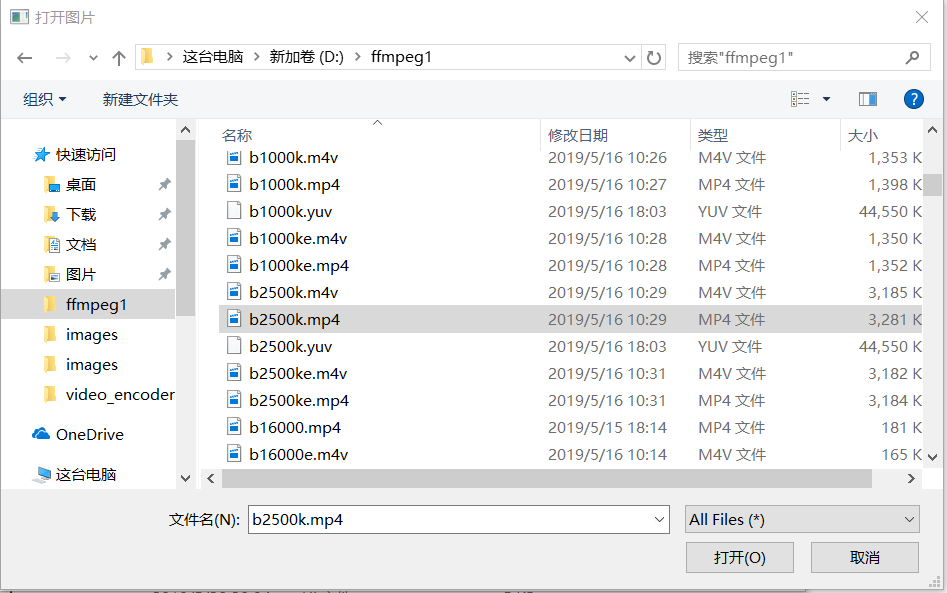 打开图片
这台电脑 > 新加卷 (D:) > ffmpeg1
搜索"ffmpeg1"
组织 新建文件夹
名称 修改日期 类型 大小
快速访问
桌面
下载
文档
图片
ffmpeg1
images
images
video_encoder
OneDrive
这台电脑
b1000k.m4v 2019/5/16 10:26 M4V 文件 1,353 K
b1000k.mp4 2019/5/16 10:27 MP4 文件 1,398 K
b1000k.yuv 2019/5/16 18:03 YUV 文件 44,550 K
b1000ke.m4v 2019/5/16 10:28 M4V 文件 1,350 K
b1000ke.mp4 2019/5/16 10:28 MP4 文件 1,352 K
b2500k.m4v 2019/5/16 10:29 M4V 文件 3,185 K
b2500k.mp4 2019/5/16 10:29 MP4 文件 3,281 K
b2500k.yuv 2019/5/16 18:03 YUV 文件 44,550 K
b2500ke.m4v 2019/5/16 10:31 M4V 文件 3,182 K
b2500ke.mp4 2019/5/16 10:31 MP4 文件 3,184 K
b16000.mp4 2019/5/15 18:14 MP4 文件 181 K
b16000e.m4v 2019/5/16 10:14 M4V 文件 165 K
文件名(N): b2500k.mp4 All Files (*)
打开(O) 取消